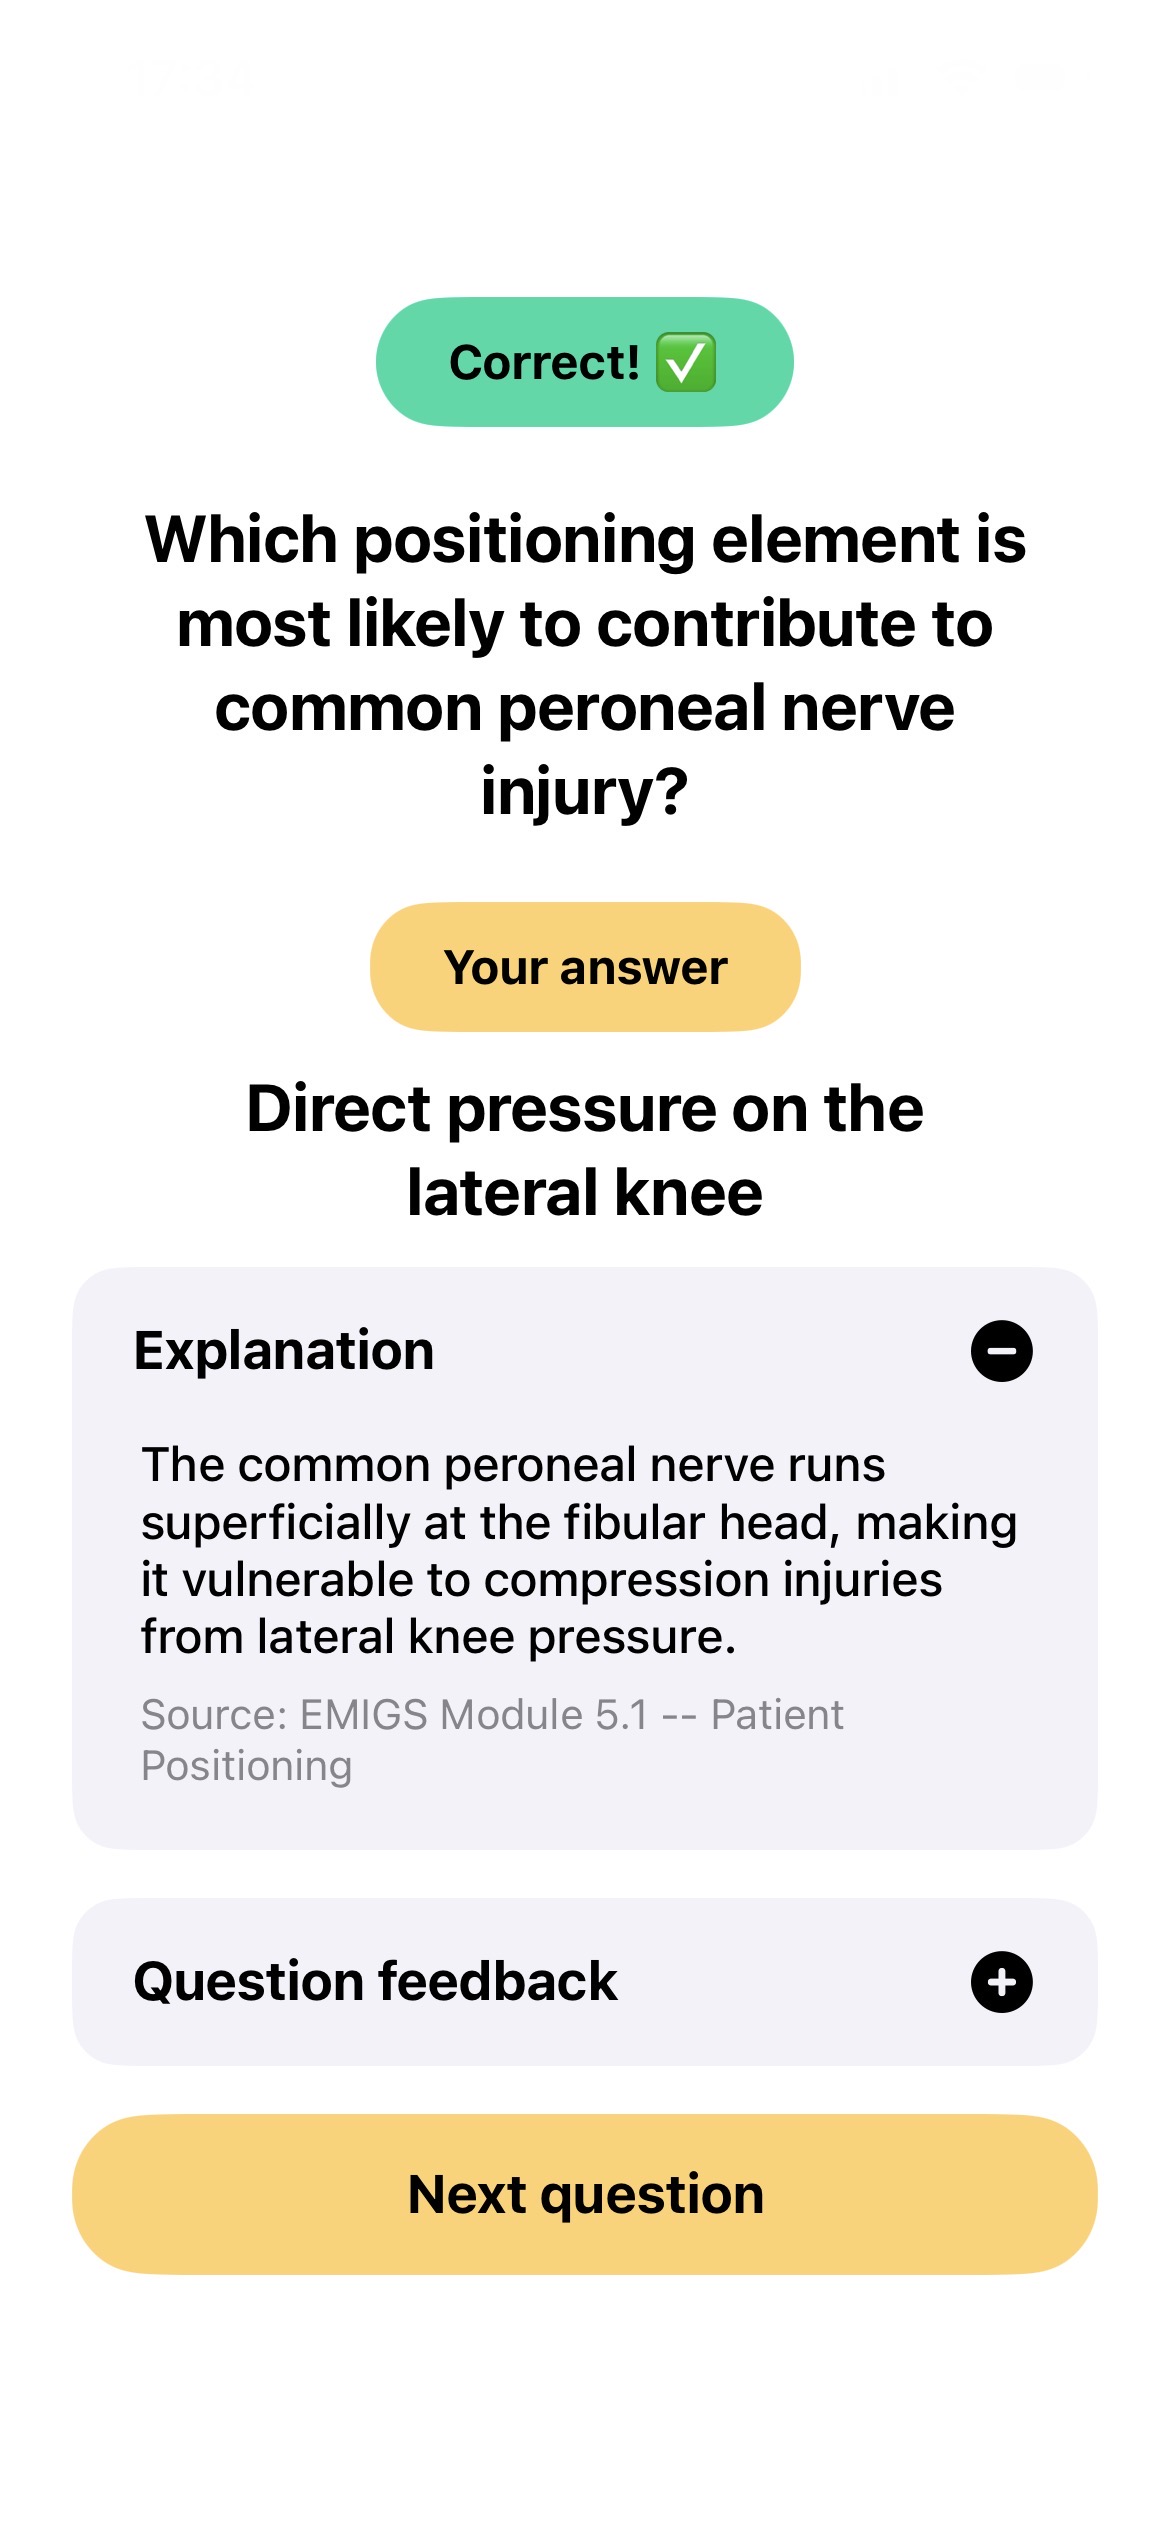 Correct! ✅
Which positioning element is
most likely to contribute to
common peroneal nerve
injury?
Your answer
Direct pressure on the
lateral knee
Explanation
The common peroneal nerve runs
superficially at the fibular head, making
it vulnerable to compression injuries
from lateral knee pressure.
Source: EMIGS Module 5.1 -- Patient
Positioning
Question feedback
Next question